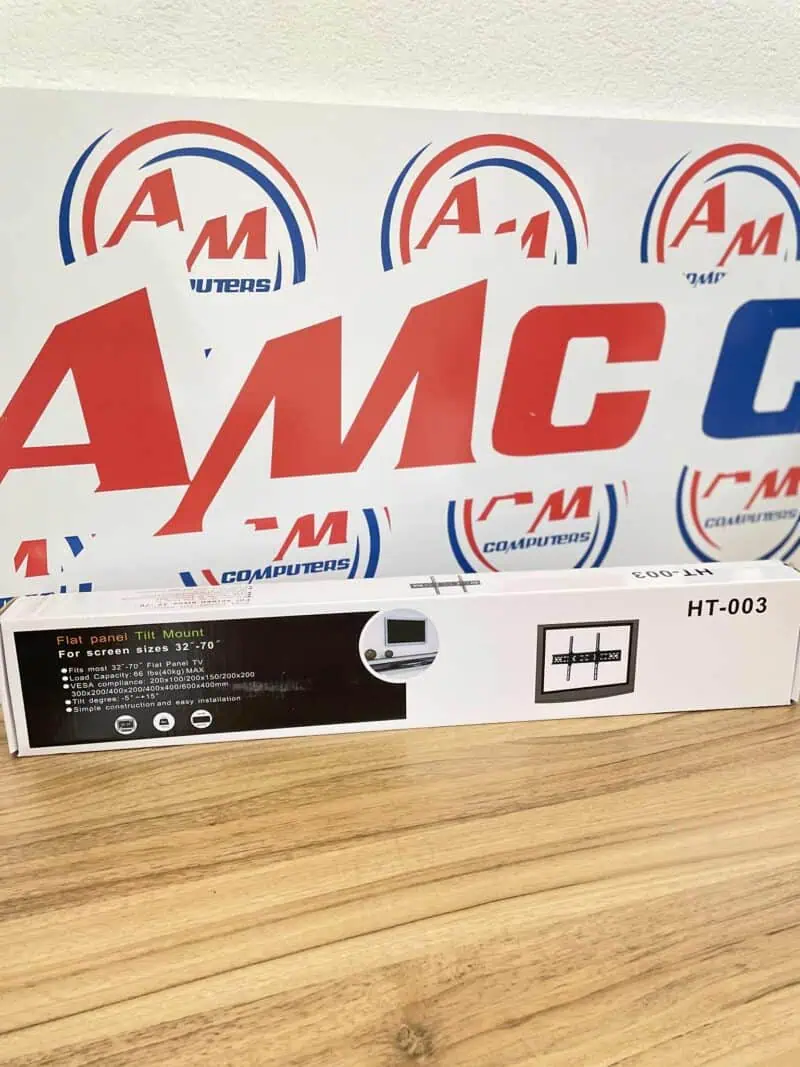 AM
UTERS
AM
AM
COMP
AMC C
M
AM
COMPUTERS
AM
COMPUTERS
AM
COMPUTERS
HT-003
HT-003
Flat panel Tilt Mount
For screen sizes 32″-70″
●Fits most 32″-70″ Flat Panel TV
●Load Capacity: 66 lbs(40kg) MAX
●VESA compliance: 200x100/200x150/200x200
300x200/400x200/400x400/600x400mm
●Tilt degree: -5°~+15°
●Simple construction and easy installation